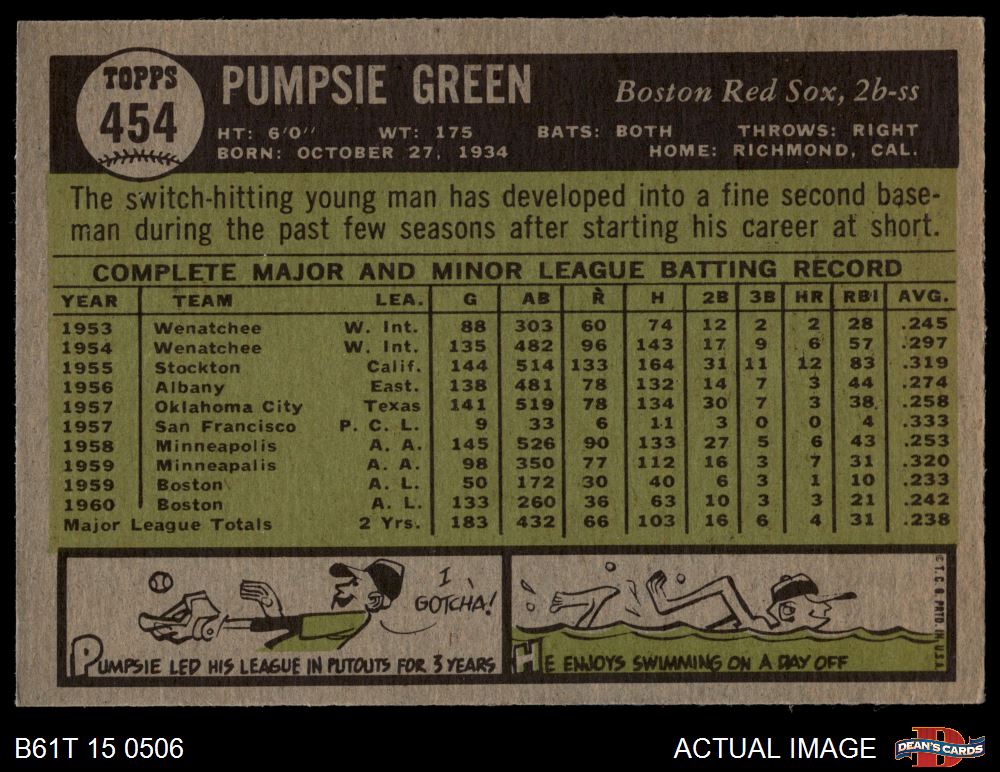 TOPPS
454
PUMPSIE GREEN Boston Red Sox, 2b-ss
HT: 6'0" WT: 175 BATS: BOTH THROWS: RIGHT
BORN: OCTOBER 27, 1934 HOME: RICHMOND, CAL.
The switch-hitting young man has developed into a fine second base-
man during the past few seasons after starting his career at short.
COMPLETE MAJOR AND MINOR LEAGUE BATTING RECORD
YEAR TEAM LEA. G AB R H 2B 3B HR RBI AVG.
1953 Wenatchee W. Int. 88 303 60 74 12 2 2 28 .245
1954 Wenatchee W. Int. 135 482 96 143 17 9 6 57 .297
1955 Stockton Calif. 144 514 133 164 31 11 12 83 .319
1956 Albany East. 138 481 78 132 14 7 3 44 .274
1957 Oklahoma City Texas 141 519 78 134 30 7 3 38 .258
1957 San Francisco P. C. L. 9 33 6 11 3 0 0 4 .333
1958 Minneapolis A. A. 145 526 90 133 27 5 6 43 .253
1959 Minneapalis A. A. 98 350 77 112 16 3 7 31 .320
1959 Boston A. L. 50 172 30 40 6 3 1 10 .233
1960 Boston A. L. 133 260 36 63 10 3 3 21 .242
Major League Totals 2 Yrs. 183 432 66 103 16 6 4 31 .238
I
GOTCHA!
PUMPSIE LED HIS LEAGUE IN PUTOUTS FOR 3 YEARS
HE ENJOYS SWIMMING ON A DAY OFF
© T. C. G. PRTD. IN U.S.A.
B61T 15 0506 ACTUAL IMAGE
D
DEAN'S CARDS